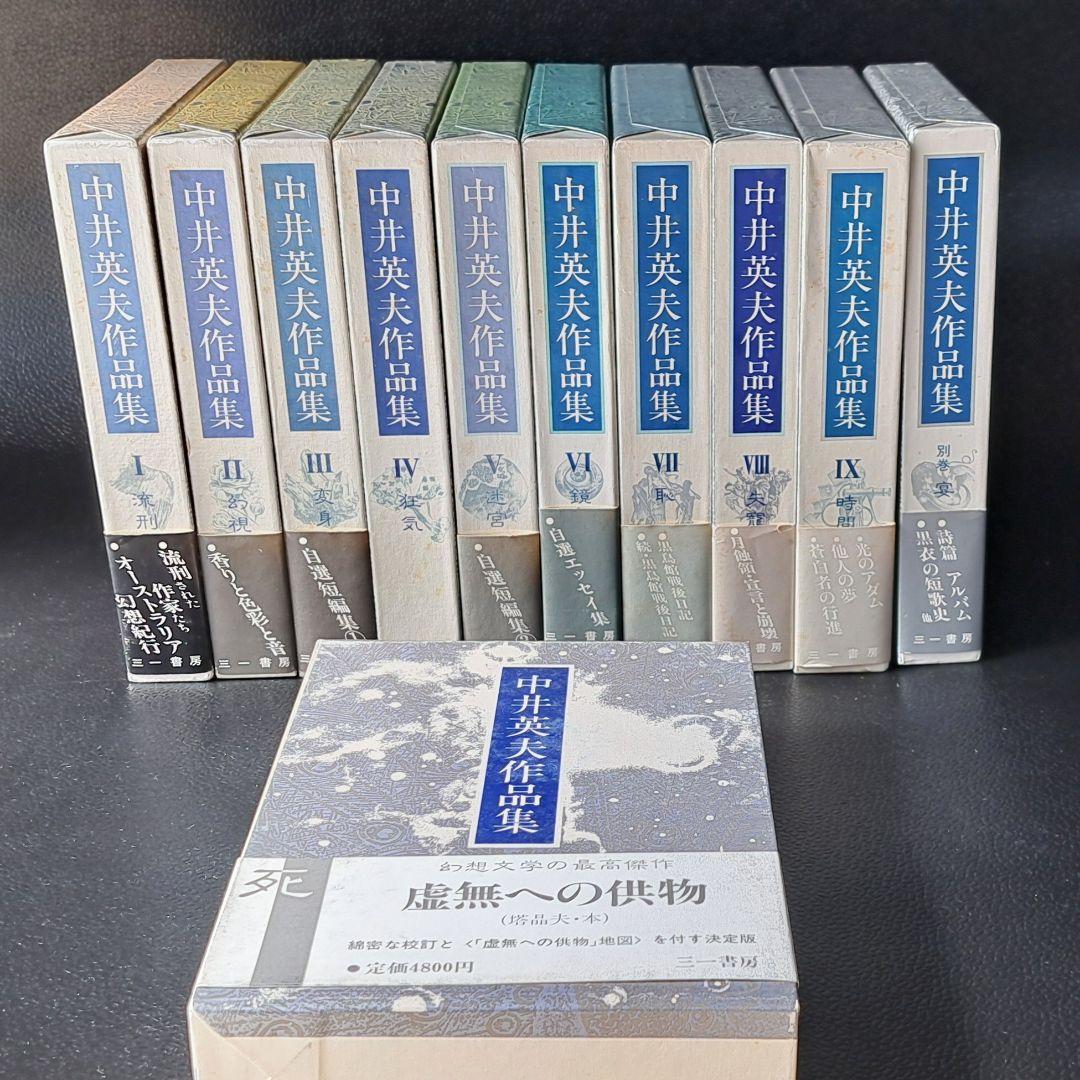 中井英夫作品集
I
流刑
・流刑された作家たち
・オーストラリア幻想紀行
三一書房
中井英夫作品集
II
幻視
・香りと色彩と音
三一書房
中井英夫作品集
III
変身
・自選短編集①
中井英夫作品集
IV
狂気
中井英夫作品集
V
迷宮
・自選短編集②
中井英夫作品集
VI
鏡
・自選エッセイ集
中井英夫作品集
VII
恥
・黒鳥館戦後日記
続・黒鳥館戦後日記
三一書房
中井英夫作品集
VIII
失寵
・月蝕領・宣言と崩壊
三一書房
中井英夫作品集
IX
時間
・光のアダム
・他人の夢
・蒼白者の行進
三一書房
中井英夫作品集
別巻
宴
・詩篇 アルバム
・黒衣の短歌史 他
三一書房
中井英夫作品集
死
幻想文学の最高傑作
虚無への供物
(塔晶夫・本)
綿密な校訂と〈「虚無への供物」地図〉を付す決定版
●定価4800円
三一書房